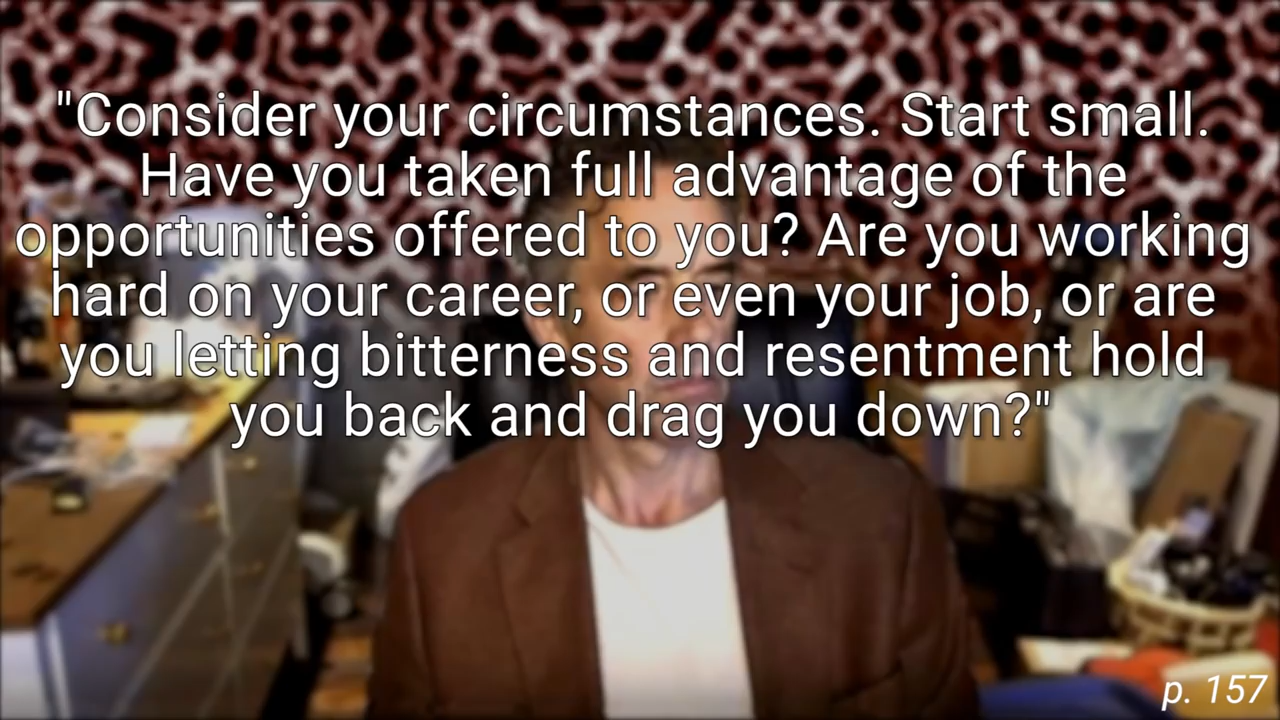 "Consider your circumstances. Start small.
Have you taken full advantage of the
opportunities offered to you? Are you working
hard on your career, or even your job, or are
you letting bitterness and resentment hold
you back and drag you down?"
p. 157